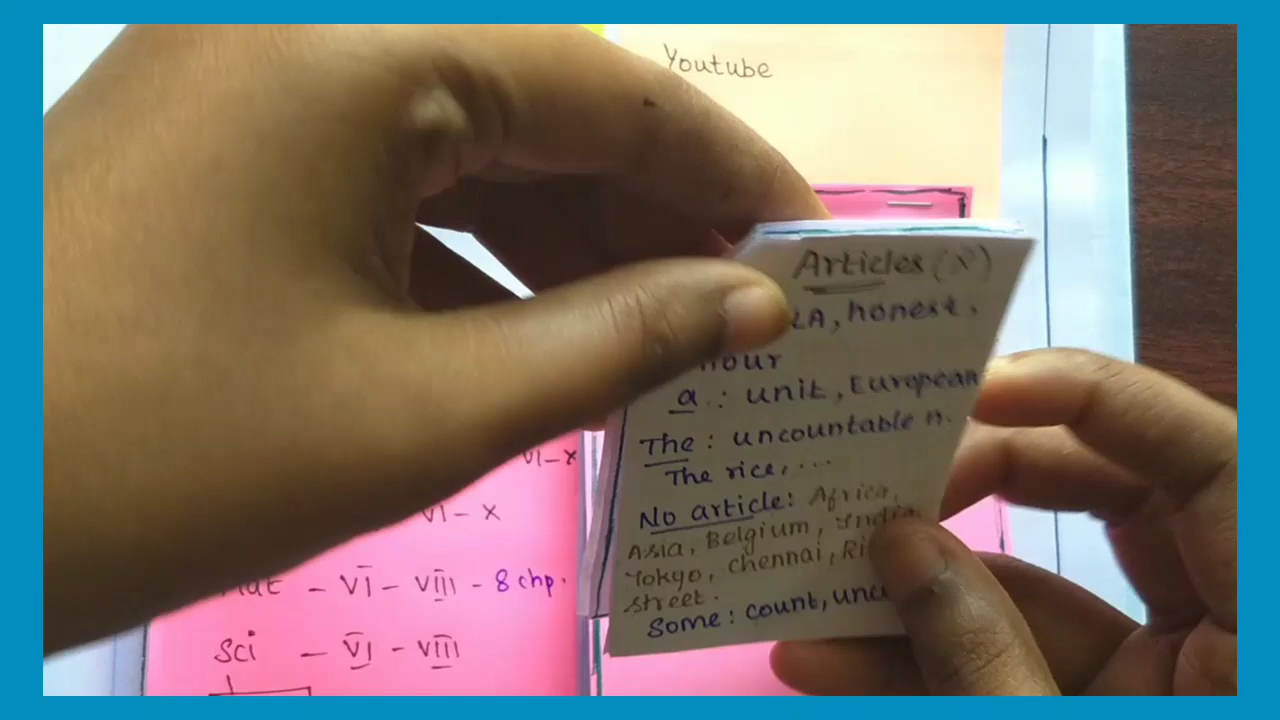 Youtube
Articles
honest,
hour
a : unit, European
The : uncountable n.
The rice, ...
No article: Africa,
Asia, Belgium, India
Tokyo, chennai,
street.
Some: count,
VI-X
VI - X
- VI - VIII - 8 chp.
Sci - VI - VIII